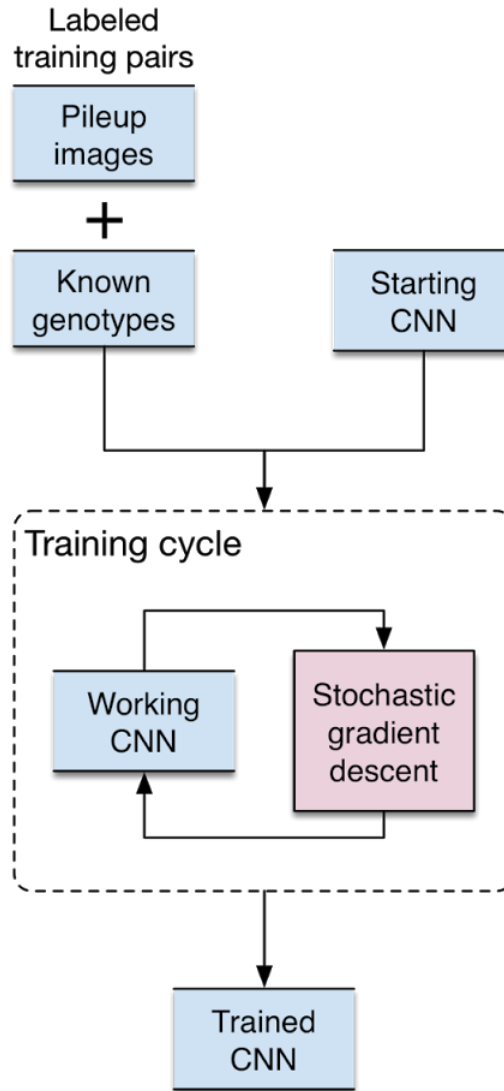 Labeled
training pairs
Pileup
images
+
Known
genotypes
Starting
CNN
Training cycle
Working
CNN
Stochastic
gradient
descent
Trained
CNN